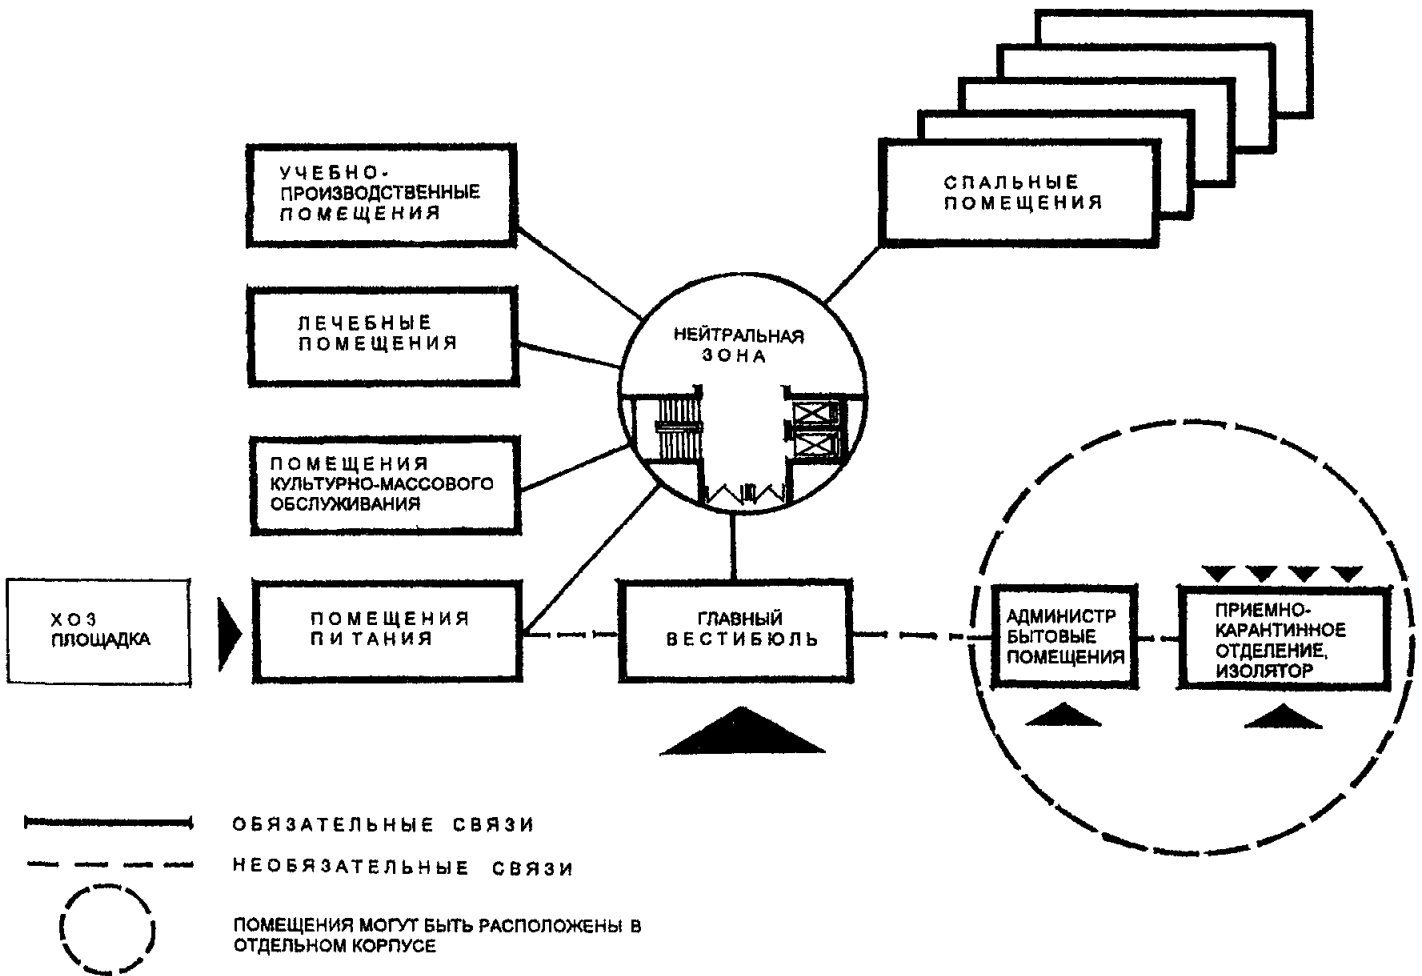 УЧЕБНО-
ПРОИЗВОДСТВЕННЫЕ
ПОМЕЩЕНИЯ
СПАЛЬНЫЕ
ПОМЕЩЕНИЯ
ЛЕЧЕБНЫЕ
ПОМЕЩЕНИЯ
НЕЙТРАЛЬНАЯ
ЗОНА
ПОМЕЩЕНИЯ
КУЛЬТУРНО-МАССОВОГО
ОБСЛУЖИВАНИЯ
ХОЗ
ПЛОЩАДКА
ПОМЕЩЕНИЯ
ПИТАНИЯ
ГЛАВНЫЙ
ВЕСТИБЮЛЬ
АДМИНИСТР
БЫТОВЫЕ
ПОМЕЩЕНИЯ
ПРИЕМНО-
КАРАНТИННОЕ
ОТДЕЛЕНИЕ,
ИЗОЛЯТОР
ОБЯЗАТЕЛЬНЫЕ СВЯЗИ
НЕОБЯЗАТЕЛЬНЫЕ СВЯЗИ
ПОМЕЩЕНИЯ МОГУТ БЫТЬ РАСПОЛОЖЕНЫ В
ОТДЕЛЬНОМ КОРПУСЕ